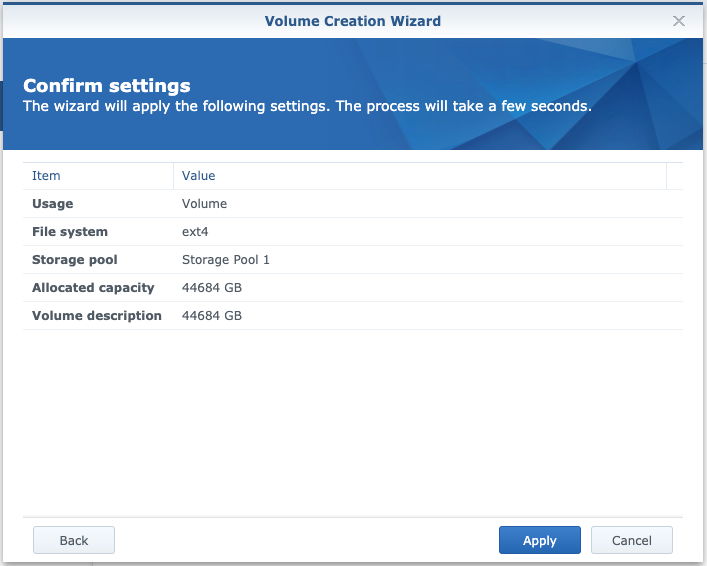 Volume Creation Wizard
Confirm settings
The wizard will apply the following settings. The process will take a few seconds.
Item Value
Usage Volume
File system ext4
Storage pool Storage Pool 1
Allocated capacity 44684 GB
Volume description 44684 GB
Back Apply Cancel